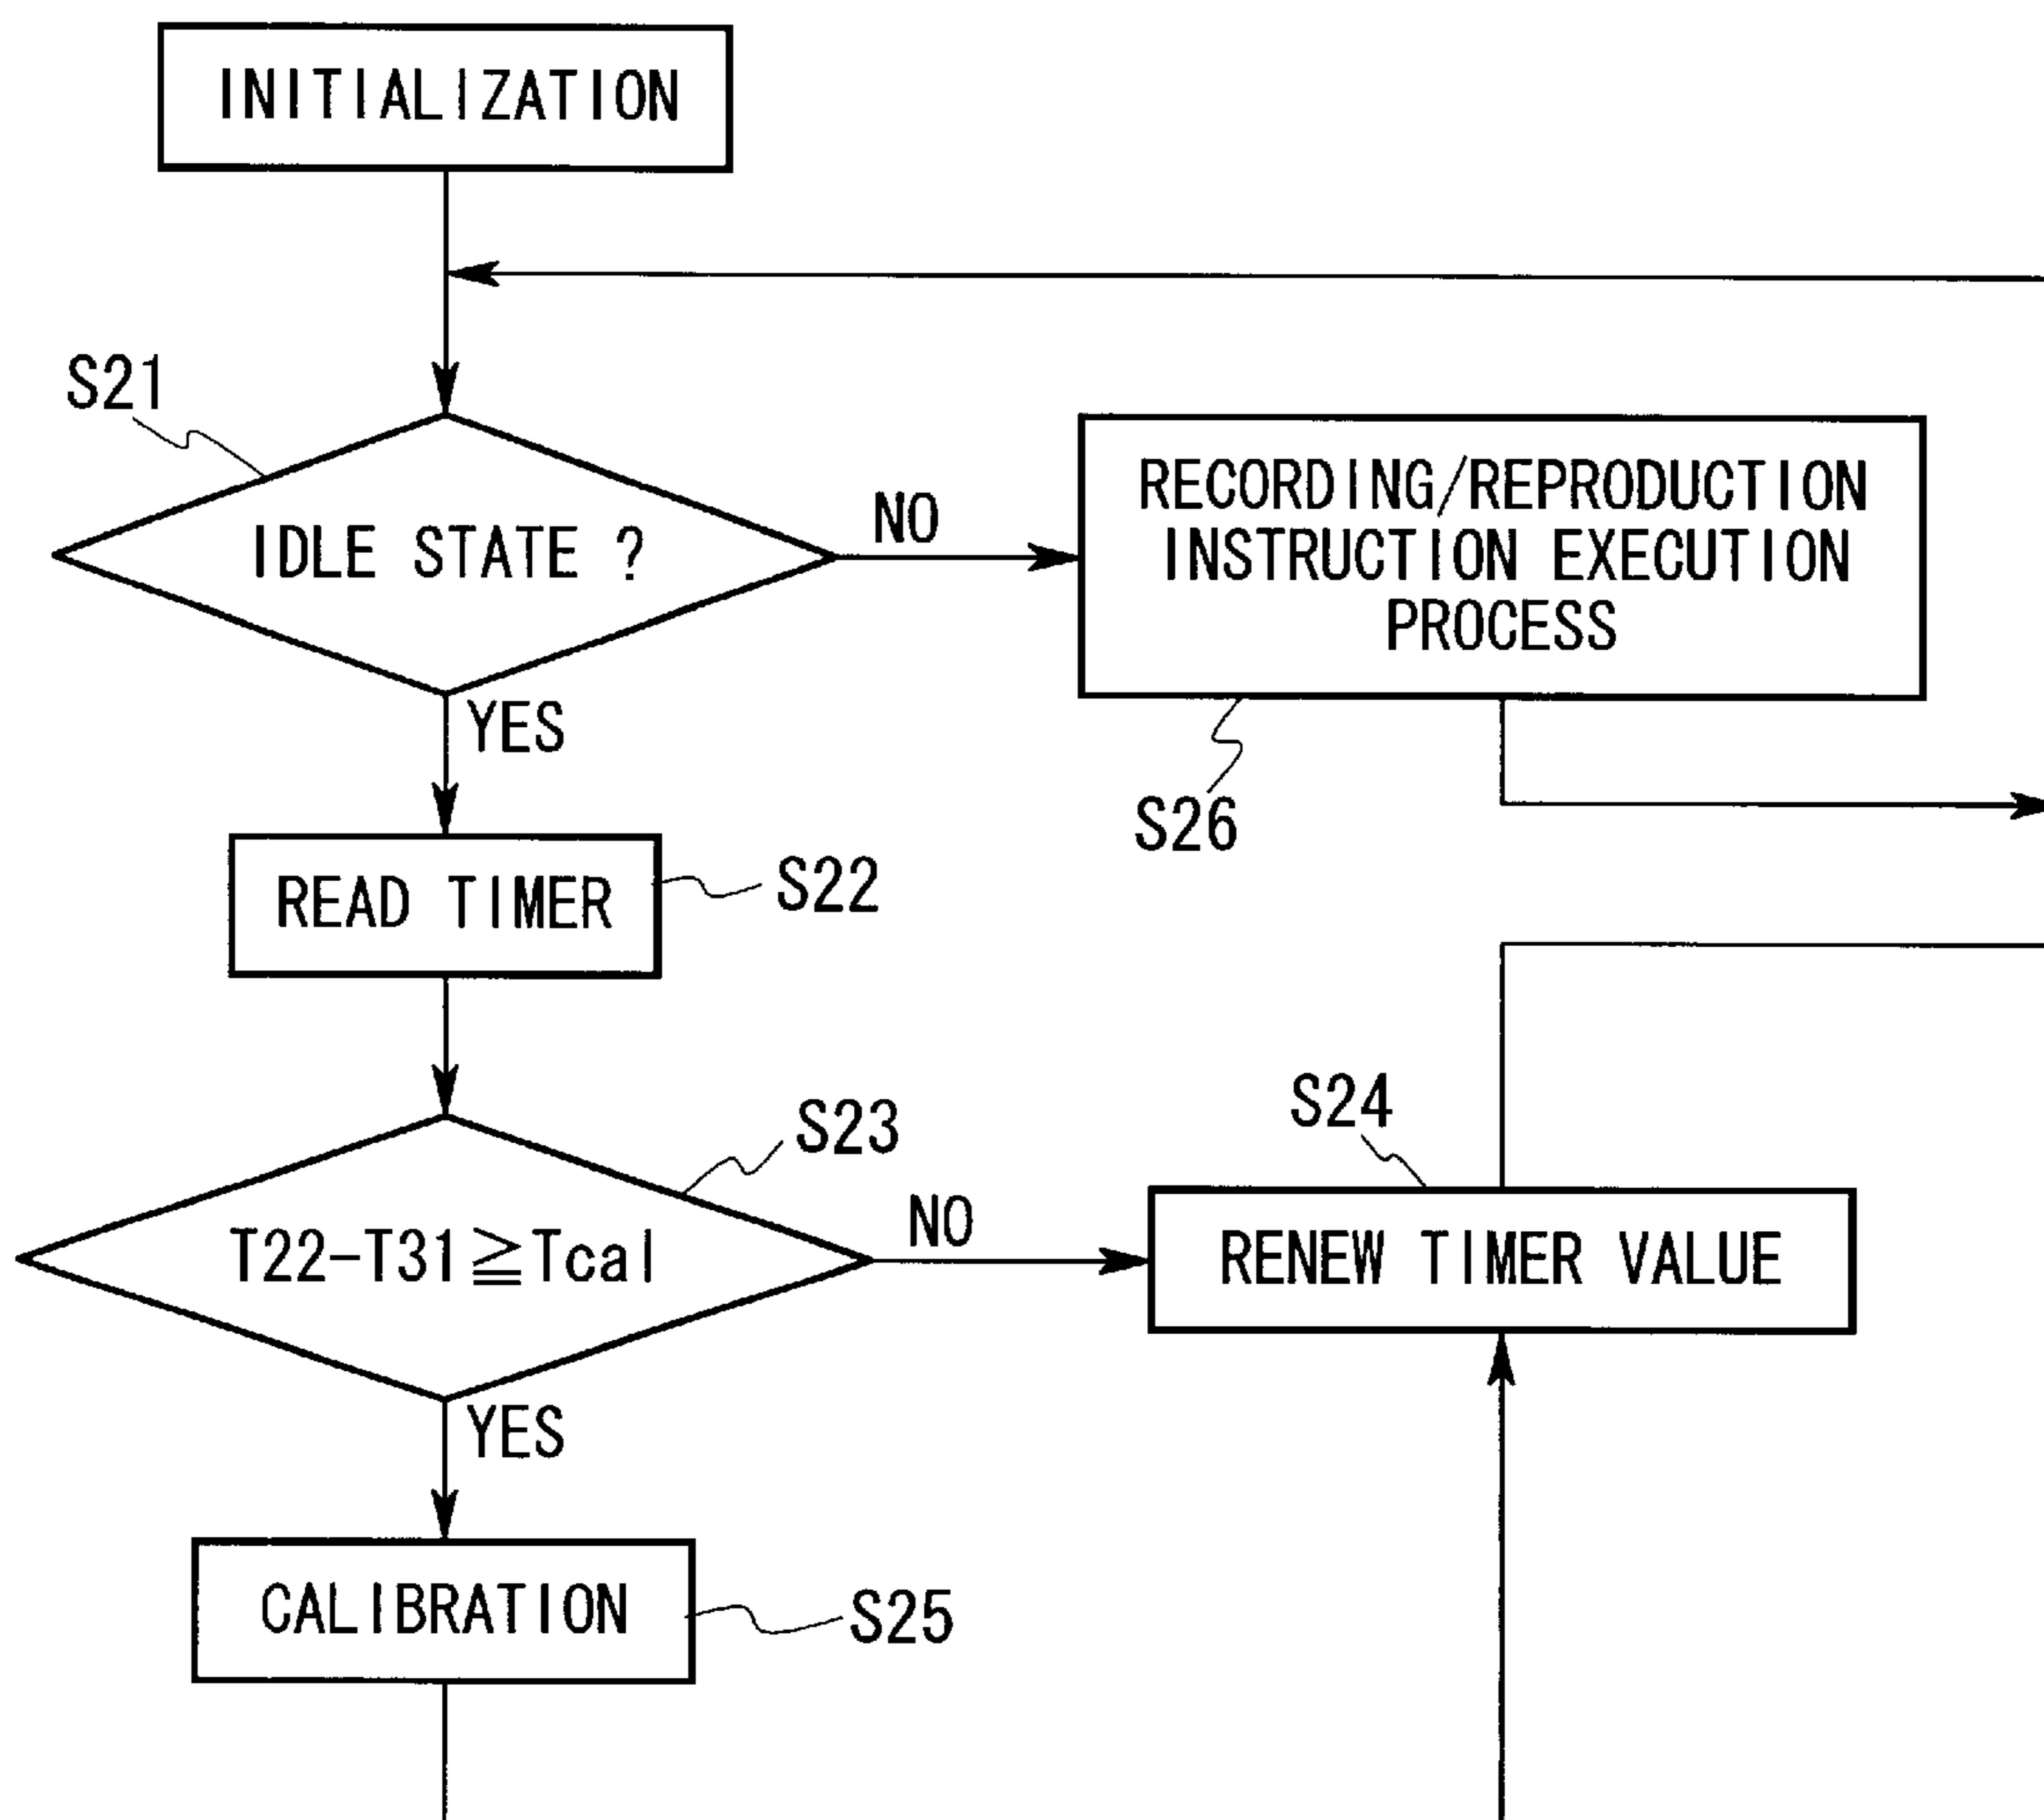 INITIALIZATION
S21
IDLE STATE ?
NO
RECORDING/REPRODUCTION
INSTRUCTION EXECUTION
PROCESS
YES
S26
READ TIMER
S22
S23
S24
T22-T31≧Tcal
NO
RENEW TIMER VALUE
YES
CALIBRATION
S25